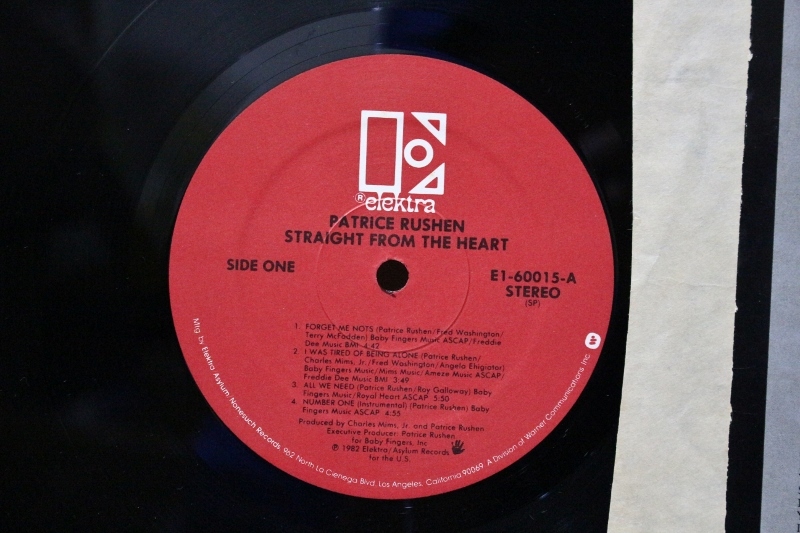 ® elektra
PATRICE RUSHEN
STRAIGHT FROM THE HEART
SIDE ONE
E1-60015-A
STEREO
(SP)
1. FORGET ME NOTS (Patrice Rushen/Fred Washington/
Terry McFadden) Baby Fingers Music ASCAP/Freddie
Dee Music BMI 4:42
2. I WAS TIRED OF BEING ALONE (Patrice Rushen/
Charles Mims, Jr./Fred Washington/Angela Ehigiator)
Baby Fingers Music/Mims Music/Ameze Music ASCAP/
Freddie Dee Music BMI 3:49
3. ALL WE NEED (Patrice Rushen/Roy Galloway) Baby
Fingers Music/Royal Heart ASCAP 5:50
4. NUMBER ONE (Instrumental) (Patrice Rushen) Baby
Fingers Music ASCAP 4:55
Produced by Charles Mims, Jr. and Patrice Rushen
Executive Producer: Patrice Rushen
for Baby Fingers, Inc
℗ 1982 Elektra/Asylum Records
for the U.S.
Mfg by Elektra/Asylum/Nonesuch Records, 962 North La Cienega Blvd, Los Angeles, California 90069. A Division of Warner Communications Inc